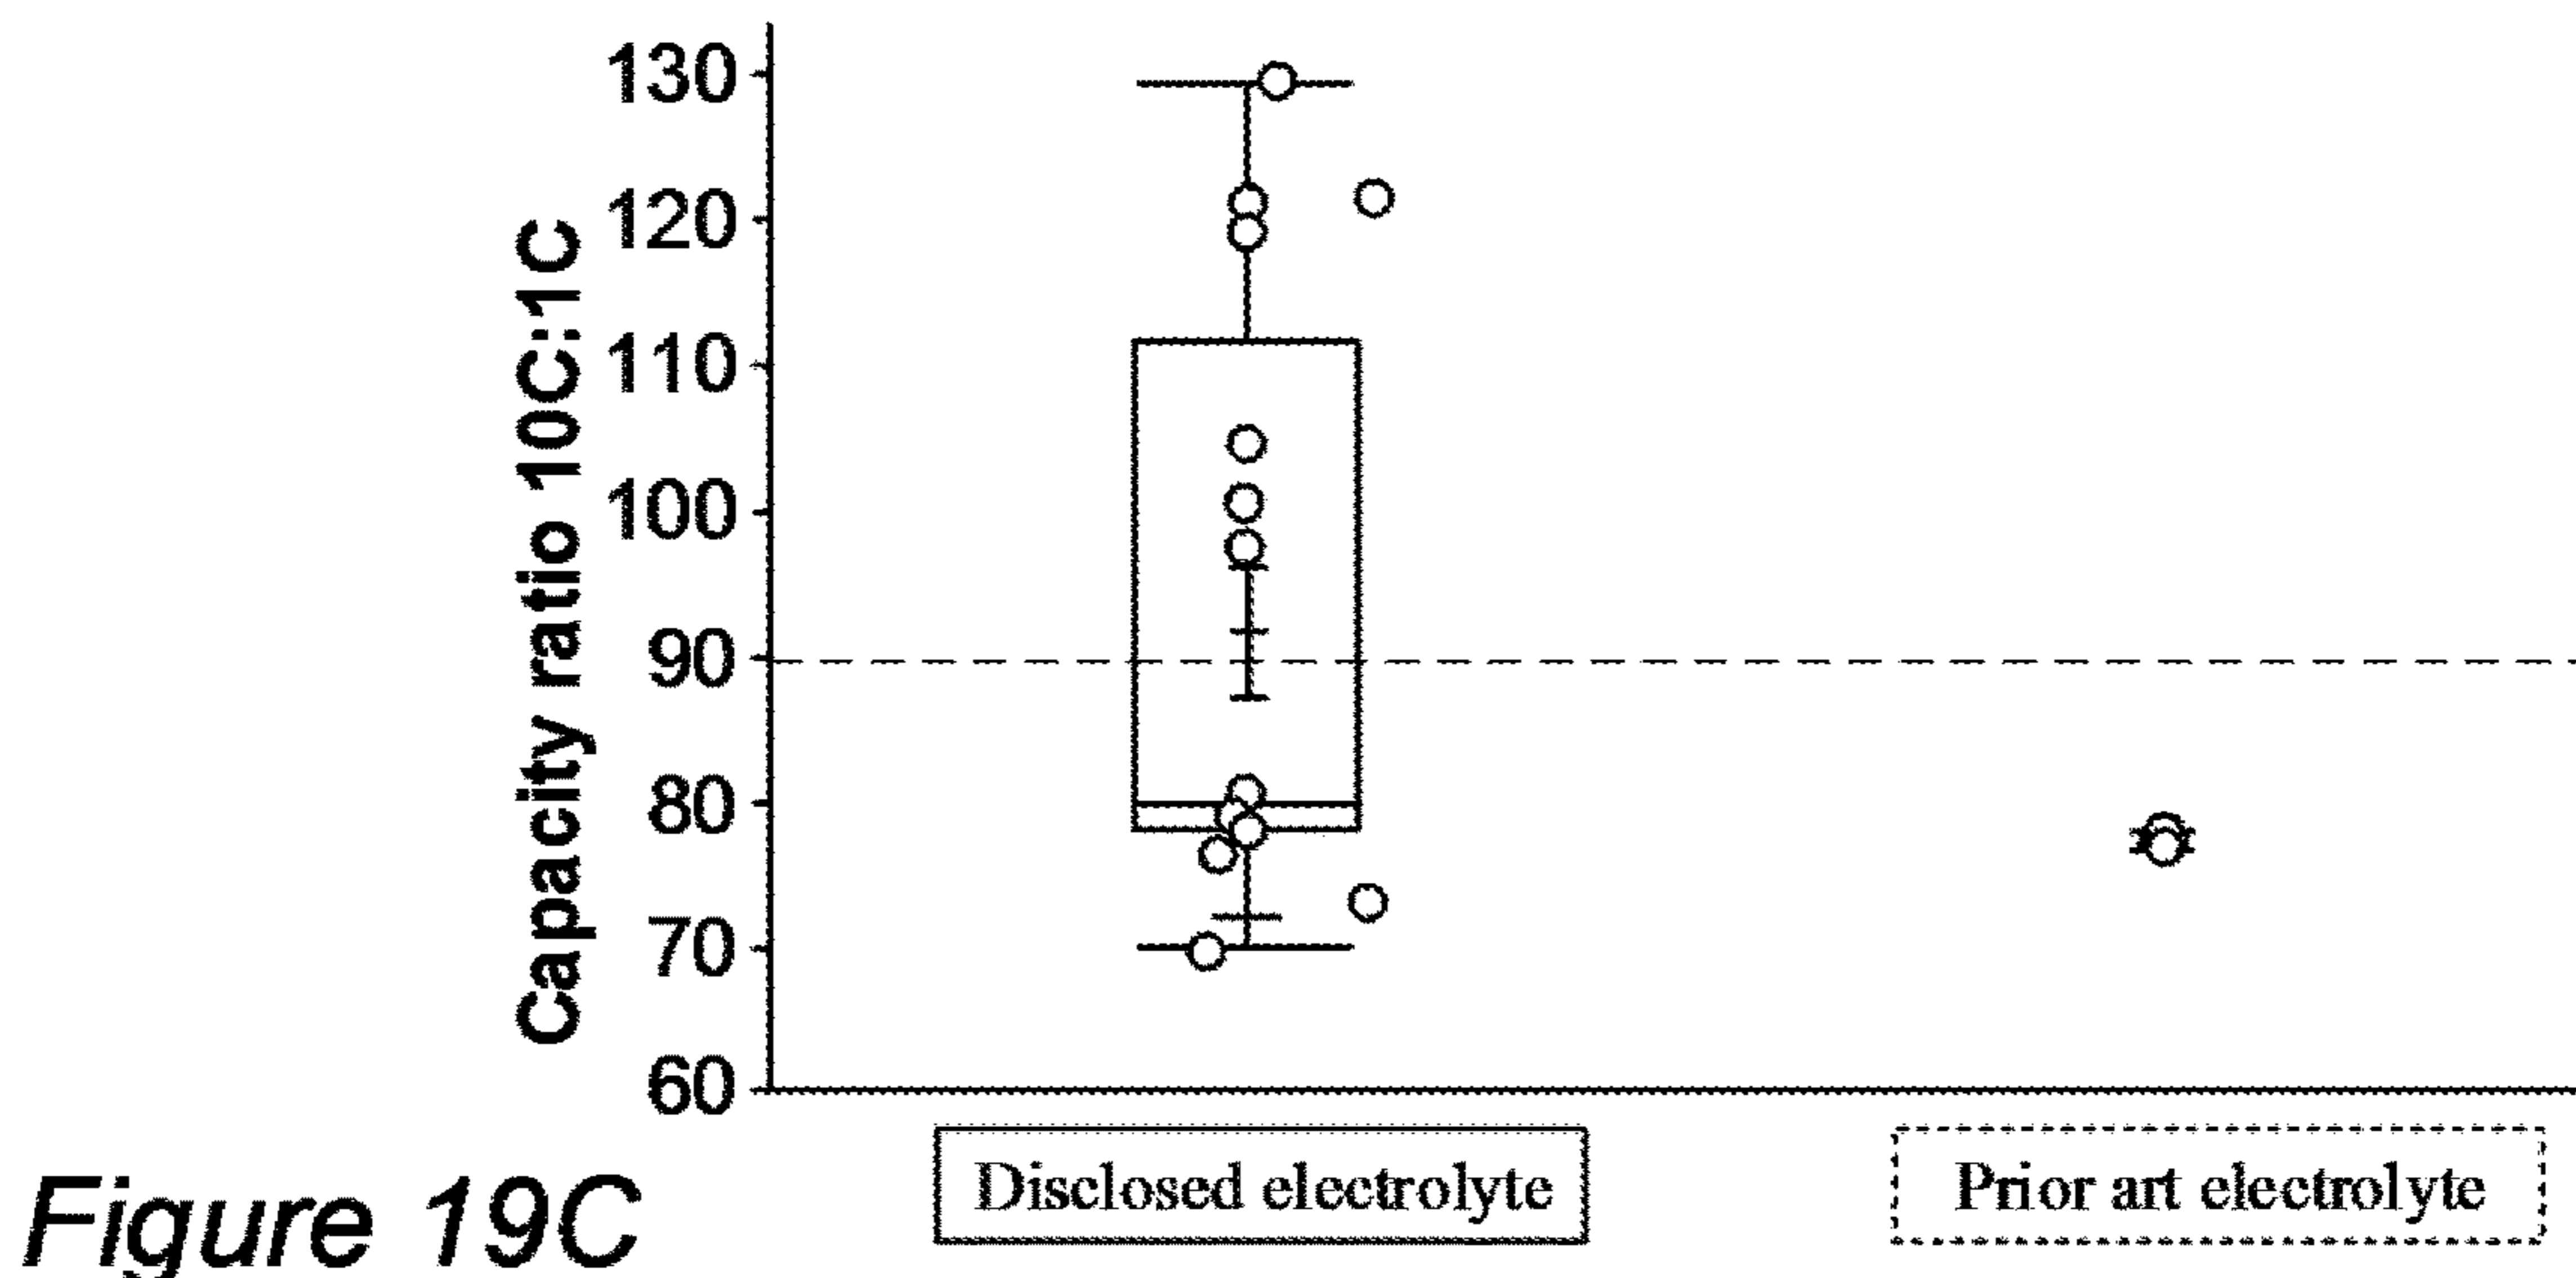 Capacity ratio 10C:1C
130
120
110
100
90
80
70
60
Disclosed electrolyte
Prior art electrolyte
Figure 19C